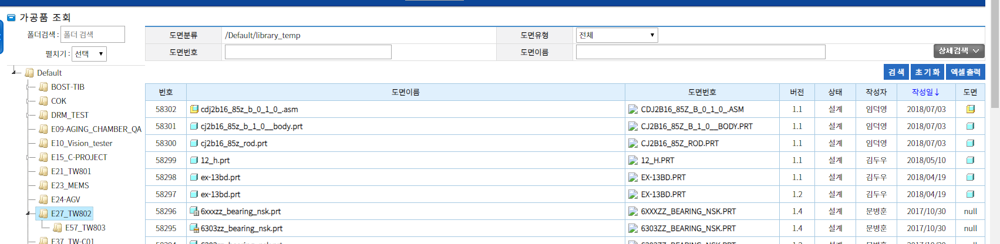 가공품 조회
폴더검색 : 폴더 검색
펼치기 : 선택 ▼
도면분류 /Default/library_temp 도면유형 전체 ▼
도면번호 도면이름 상세검색
검 색 초 기 화 엑셀 출력
Default
BOST-TIB
COK
DRM_TEST
E09-AGING_CHAMBER_QA
E10_Vision_tester
E15_C-PROJECT
E21_TW801
E23_MEMS
E24-AGV
E27_TW802
E57_TW803
E37_TW-C01
번호 도면이름 도면번호 버전 상태 작성자 작성일↓ 도면
58302 cdj2b16_85z_b_0_1_0_.asm CDJ2B16_85Z_B_0_1_0_.ASM 1.1 설계 임덕영 2018/07/03
58301 cj2b16_85z_b_1_0__body.prt CJ2B16_85Z_B_1_0__BODY.PRT 1.1 설계 임덕영 2018/07/03
58300 cj2b16_85z_rod.prt CJ2B16_85Z_ROD.PRT 1.1 설계 임덕영 2018/07/03
58299 12_h.prt 12_H.PRT 1.1 설계 김두우 2018/05/10
58298 ex-13bd.prt EX-13BD.PRT 1.1 설계 김두우 2018/04/19
58297 ex-13bd.prt EX-13BD.PRT 1.2 설계 김두우 2018/04/19
58296 6xxxzz_bearing_nsk.prt 6XXXZZ_BEARING_NSK.PRT 1.4 설계 문병훈 2017/10/30 null
58295 6303zz_bearing_nsk.prt 6303ZZ_BEARING_NSK.PRT 1.4 설계 문병훈 2017/10/30 null